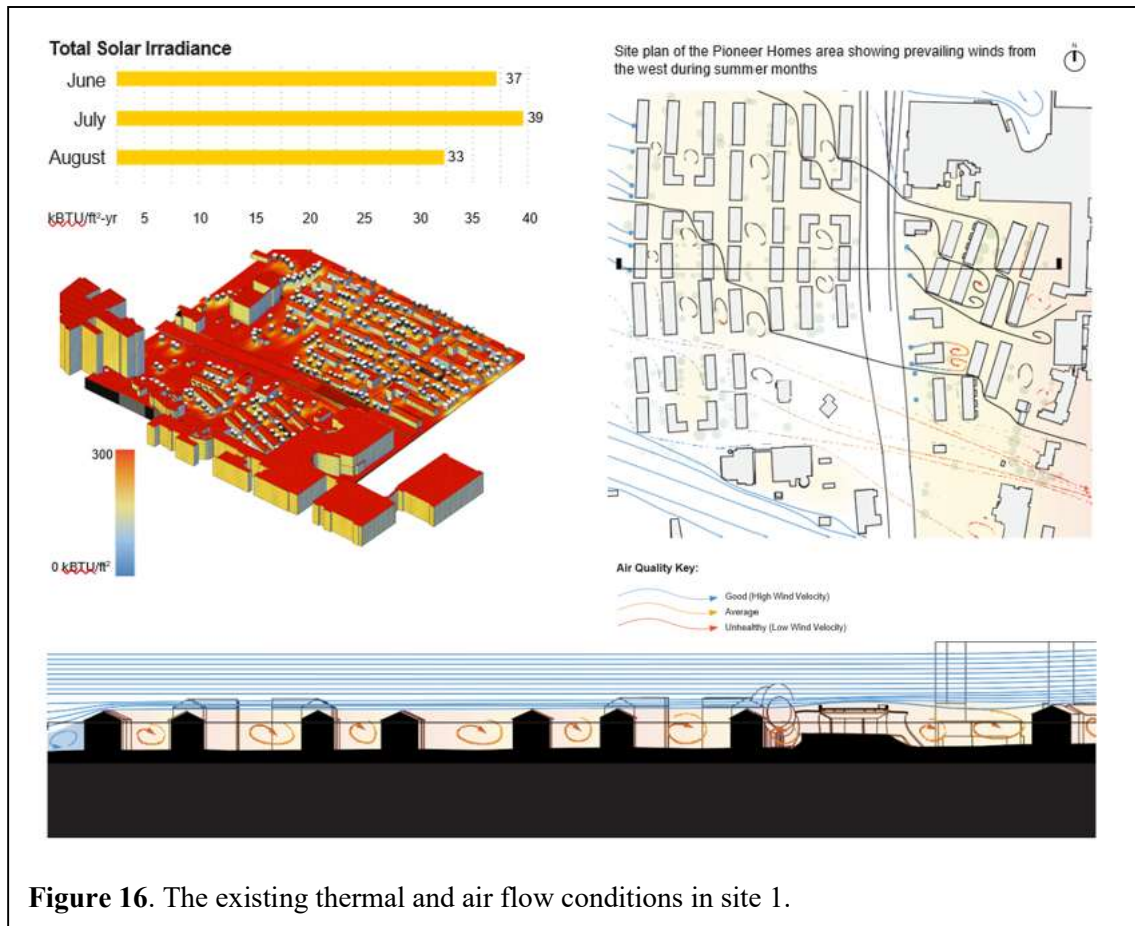 Total Solar Irradiance
June
37
July
39
August
33
kBTU/ft²-yr 5 10 15 20 25 30 35 40
300
0 kBTU/ft²
Site plan of the Pioneer Homes area showing prevailing winds from
the west during summer months
N
Air Quality Key:
Good (High Wind Velocity)
Average
Unhealthy (Low Wind Velocity)
Figure 16. The existing thermal and air flow conditions in site 1.